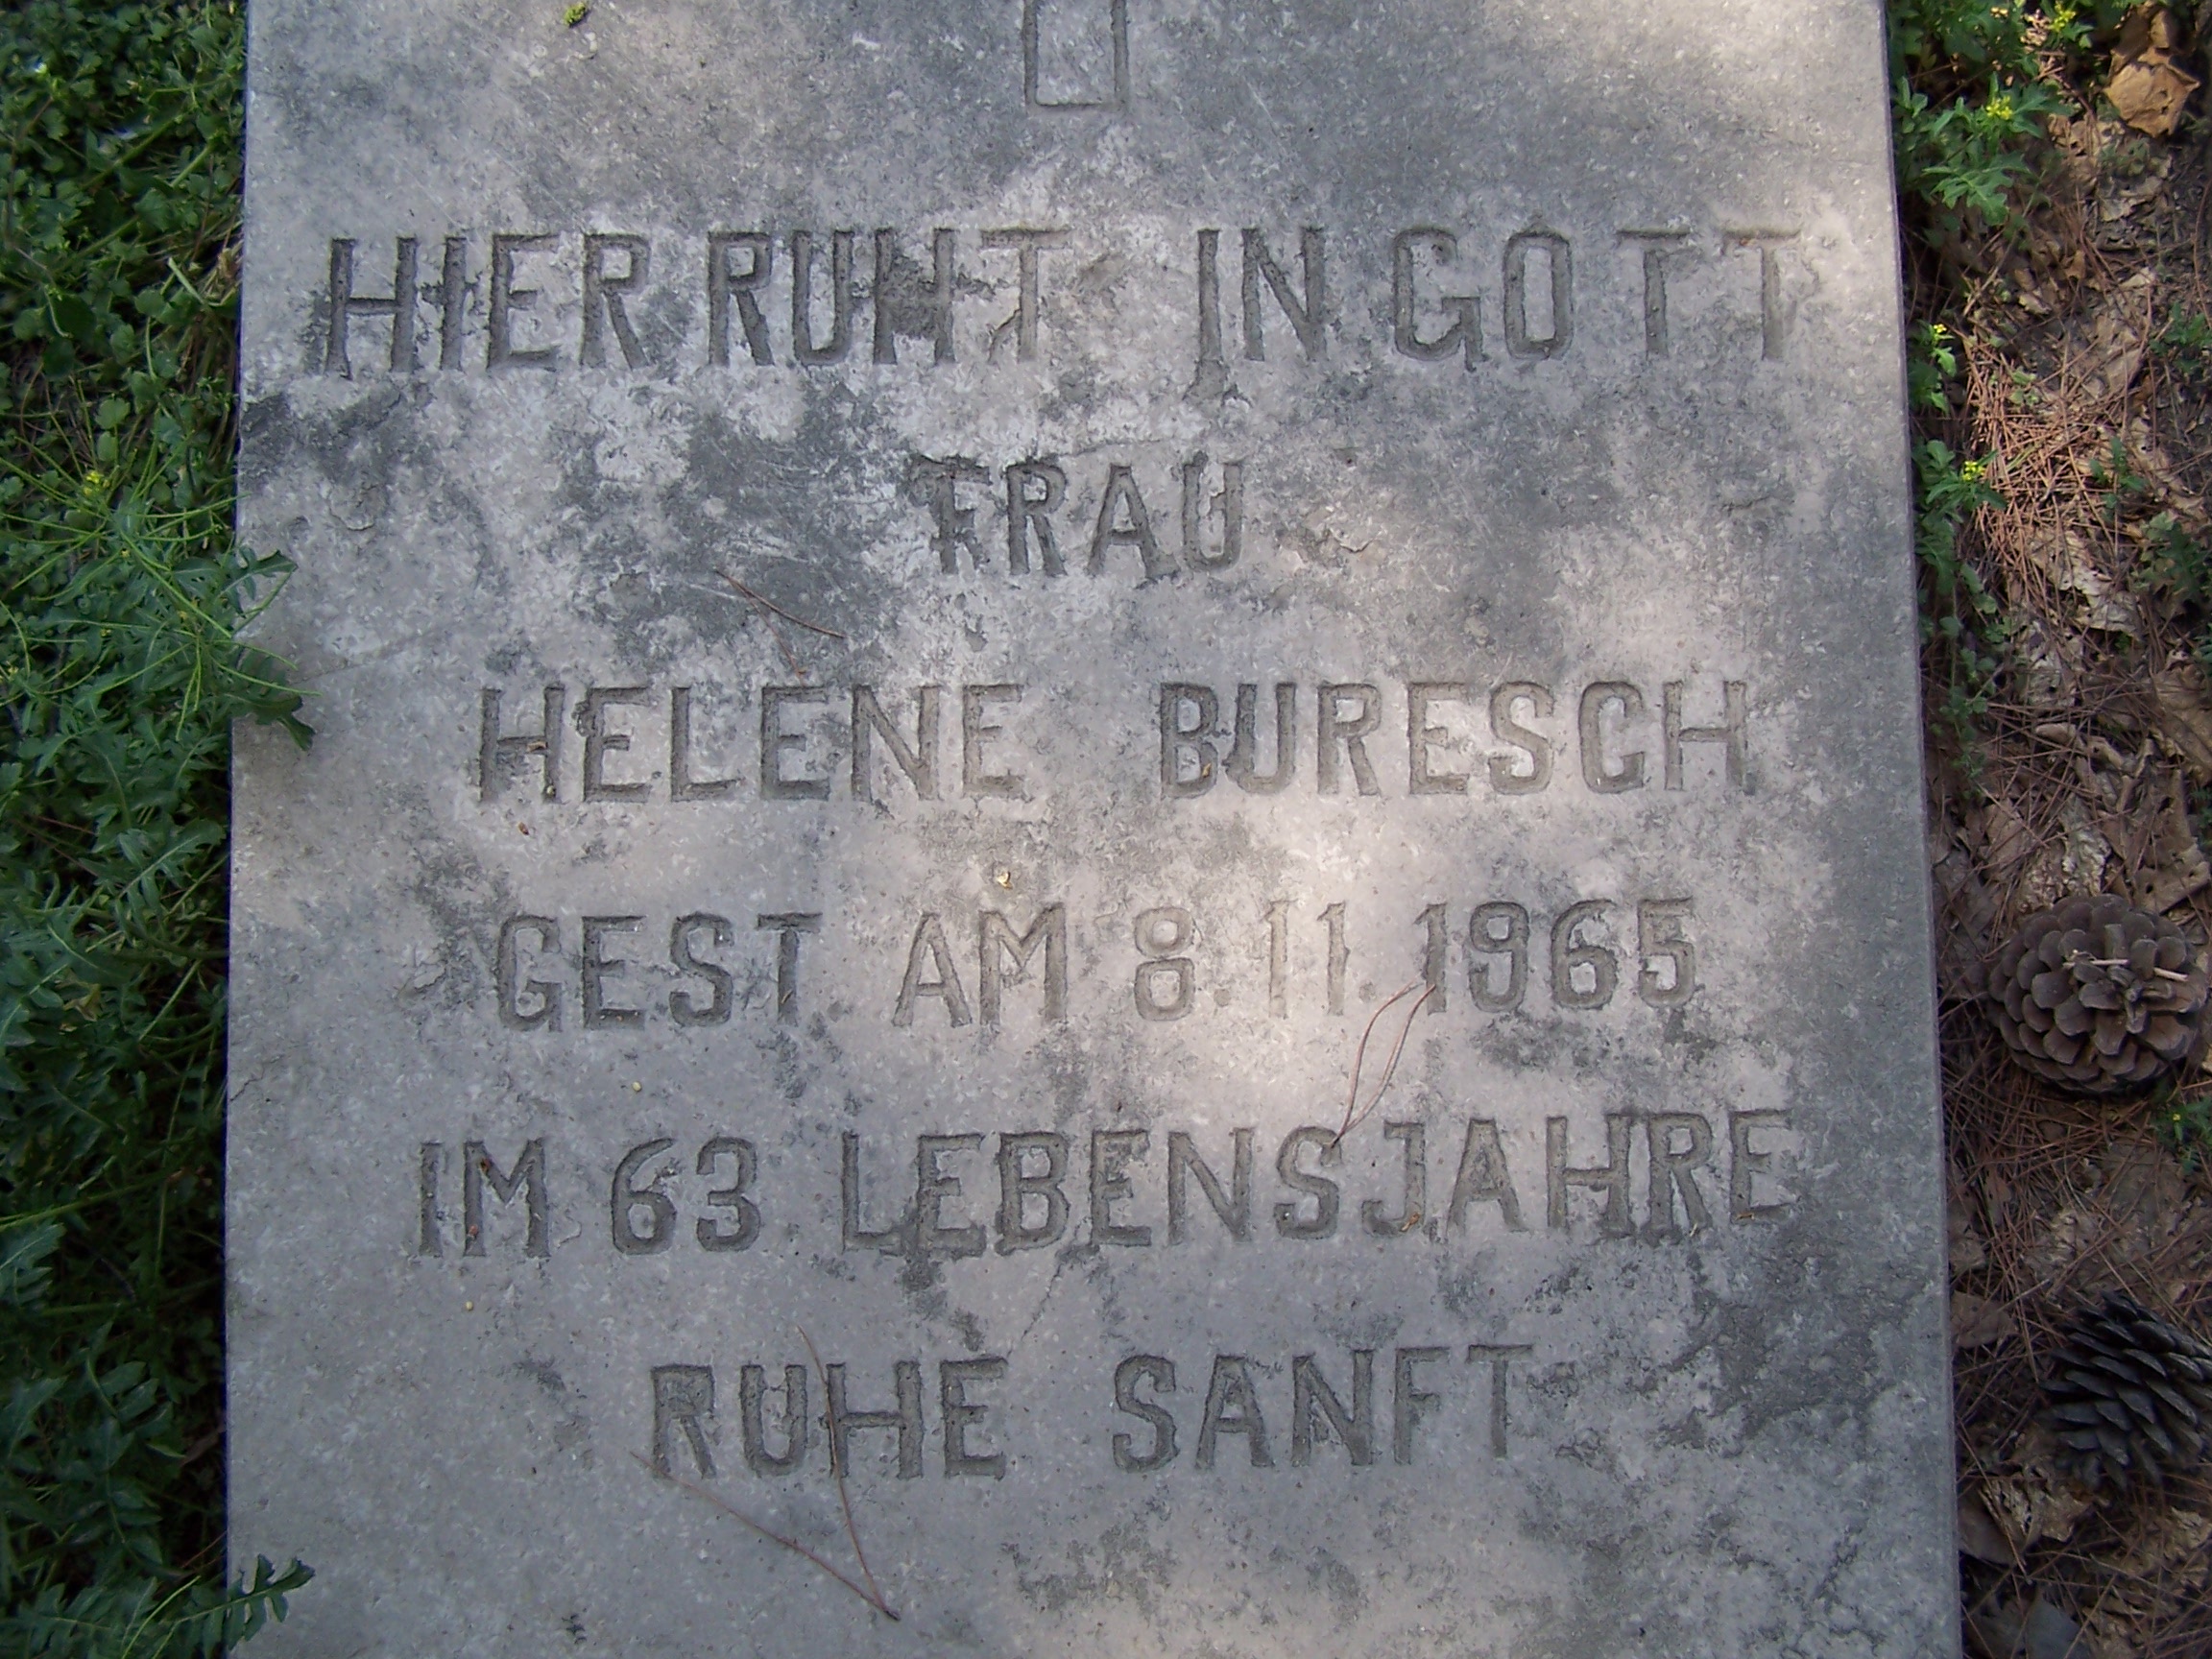 HIER RUHT IN GOTT
FRAU
HELENE BURESCH
GEST. AM 8.11.1965
IM 63. LEBENSJAHRE
RUHE SANFT